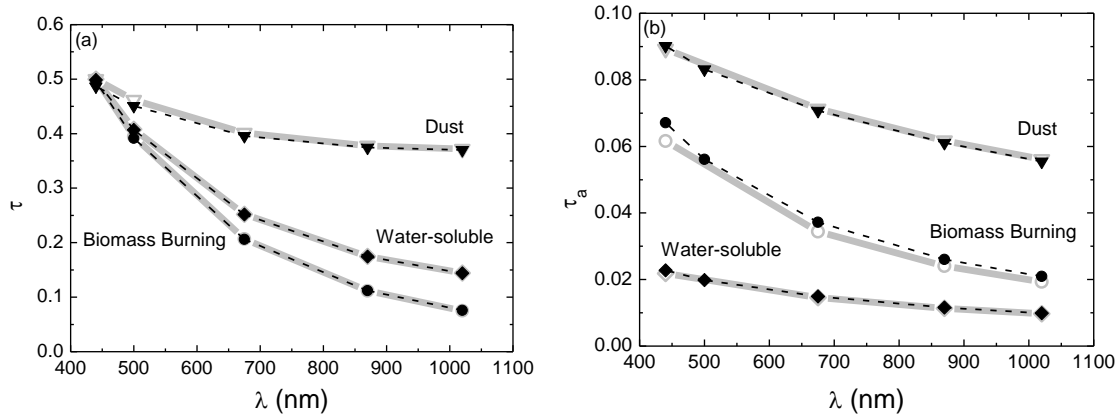 (a)
0.6
0.5
0.4
0.3
0.2
0.1
0.0
τ
Dust
Water-soluble
Biomass Burning
400 500 600 700 800 900 1000 1100
λ (nm)
(b)
0.10
0.08
0.06
0.04
0.02
0.00
τa
Dust
Biomass Burning
Water-soluble
400 500 600 700 800 900 1000 1100
λ (nm)